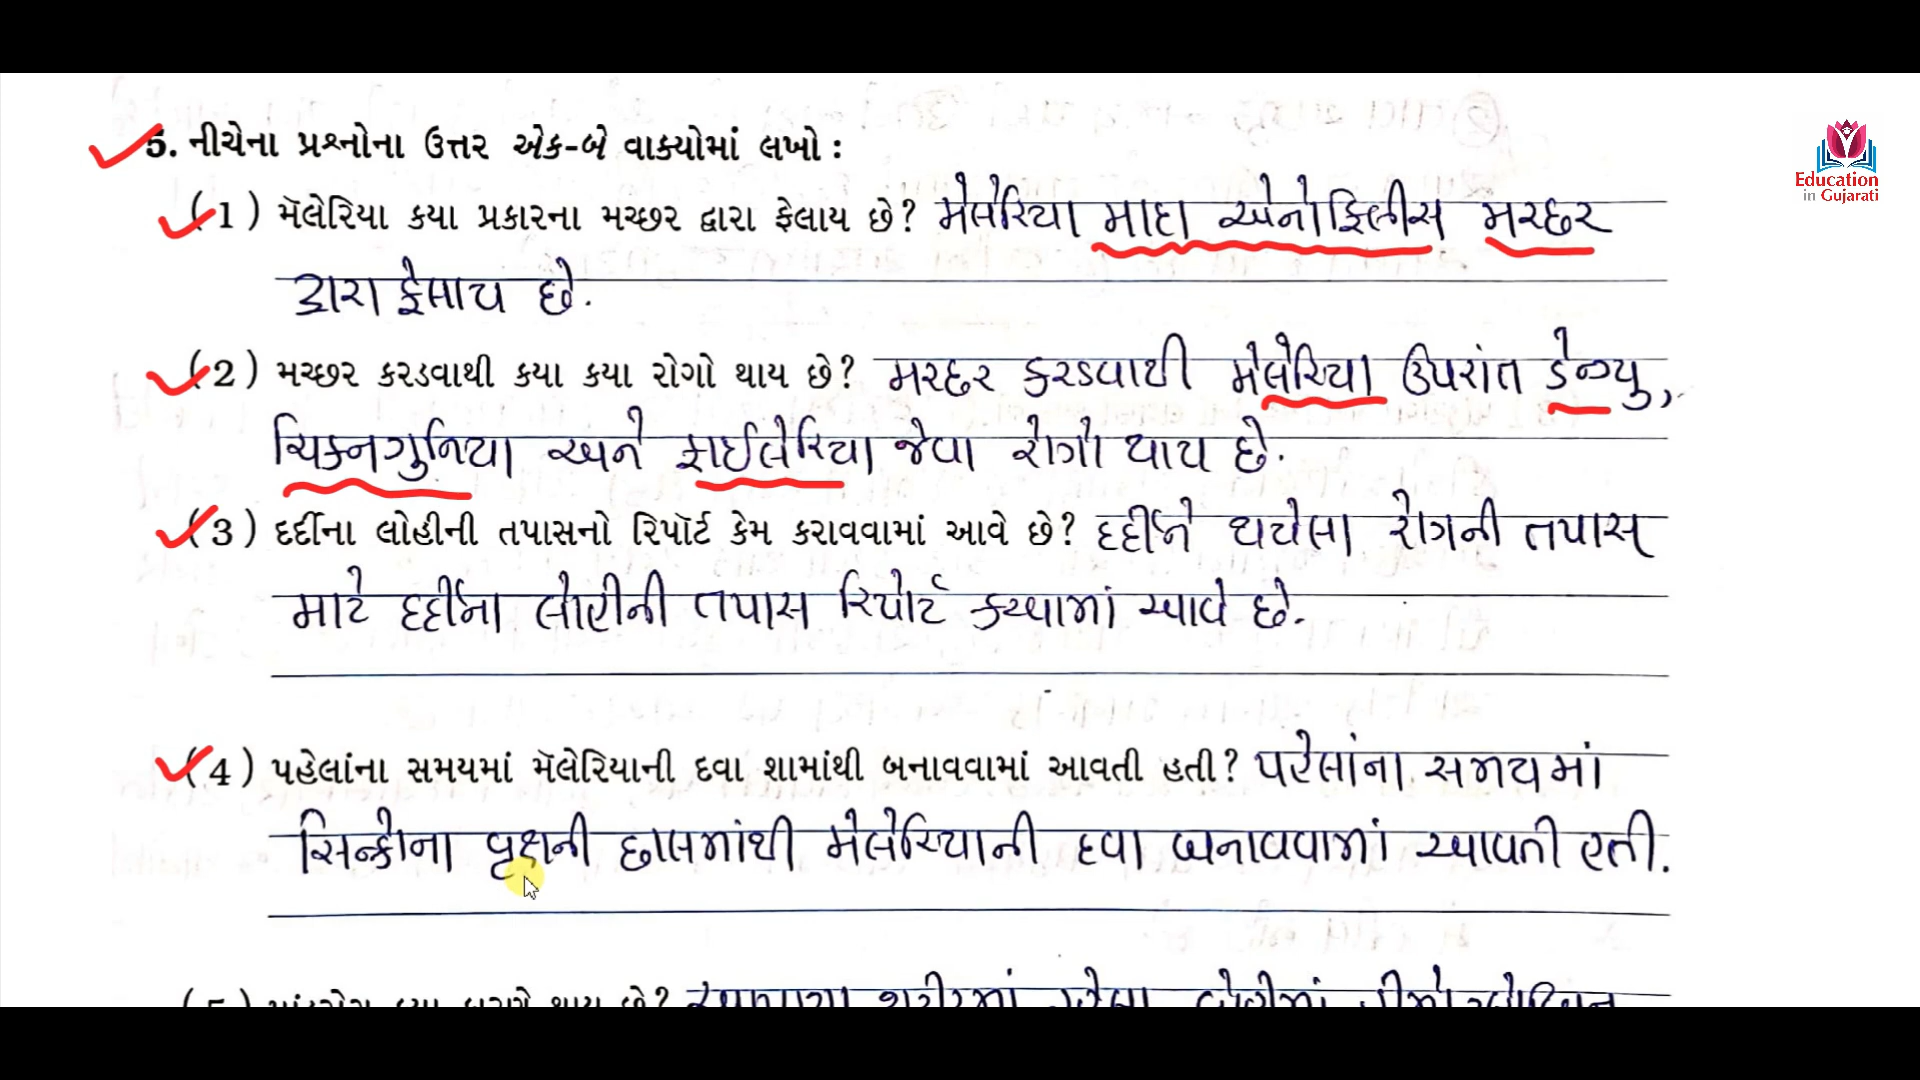 5. નીચેના પ્રશ્નોના ઉત્તર એક-બે વાક્યોમાં લખો :
Education
in Gujarati
(1) મૅલેરિયા કયા પ્રકારના મચ્છર દ્વારા ફેલાય છે? મેલેરિયા માદા એનોફિલીસ મચ્છર
દ્વારા ફેલાય છે.
(2) મચ્છર કરડવાથી કયા કયા રોગો થાય છે? મચ્છર કરડવાથી મેલેરિયા ઉપરાંત ડેન્ગ્યુ,
ચિકનગુનિયા અને ફાઈલેરિયા જેવા રોગો થાય છે.
(3) દર્દીના લોહીની તપાસનો રિપૉર્ટ કેમ કરાવવામાં આવે છે? દર્દીને થયેલા રોગની તપાસ
માટે દર્દીના લોહીની તપાસ રિપોર્ટ કરવામાં આવે છે.
(4) પહેલાંના સમયમાં મૅલેરિયાની દવા શામાંથી બનાવવામાં આવતી હતી? પહેલાંના સમયમાં
સિન્કોના વૃક્ષની છાલમાંથી મેલેરિયાની દવા બનાવવામાં આવતી હતી.